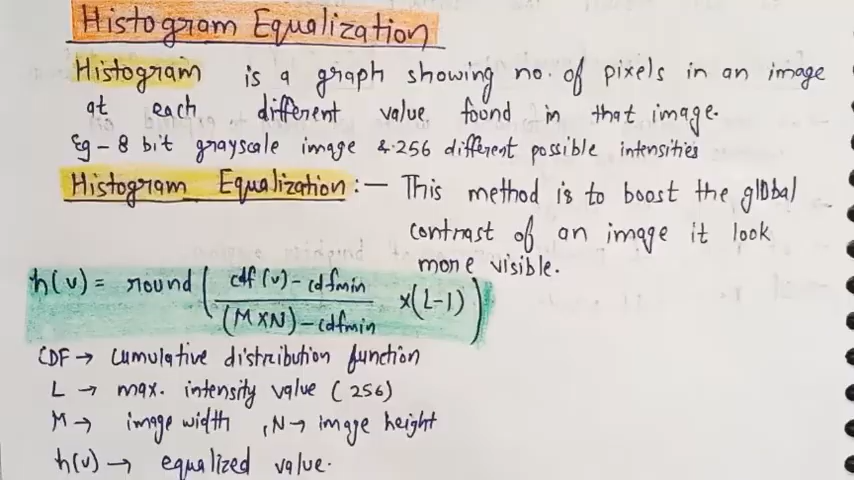 Histogram Equalization
Histogram is a graph showing no. of pixels in an image
at each different value found in that image.
Eg - 8 bit grayscale image & 256 different possible intensities
Histogram Equalization :- This method is to boost the global
contrast of an image it look
more visible.
h(v) = round ( cdf(v) - cdfmin / (M×N) - cdfmin ×(L-1) )
CDF → cumulative distribution function
L → max. intensity value (256)
M → image width , N → image height
h(v) → equalized value.